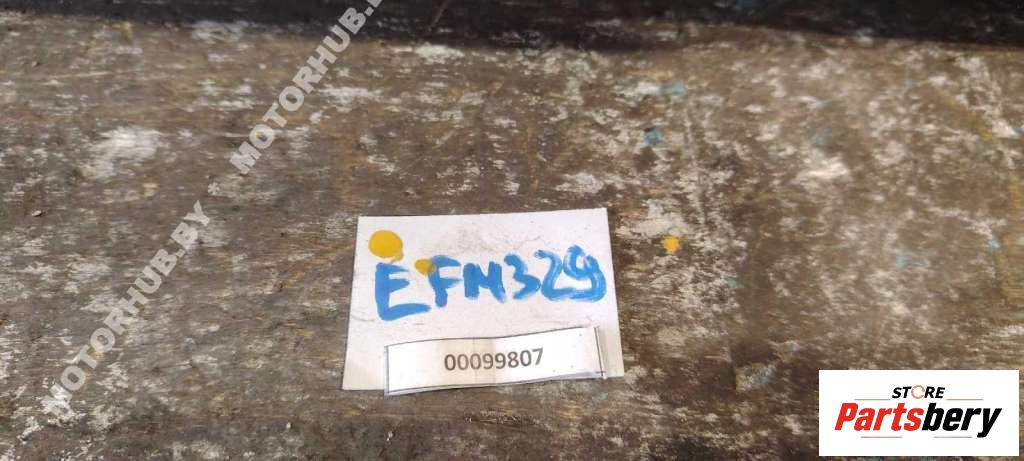 MOTORHUB.BY MOTORHUB.BY
EFM329
00099807
STORE
Partsbery